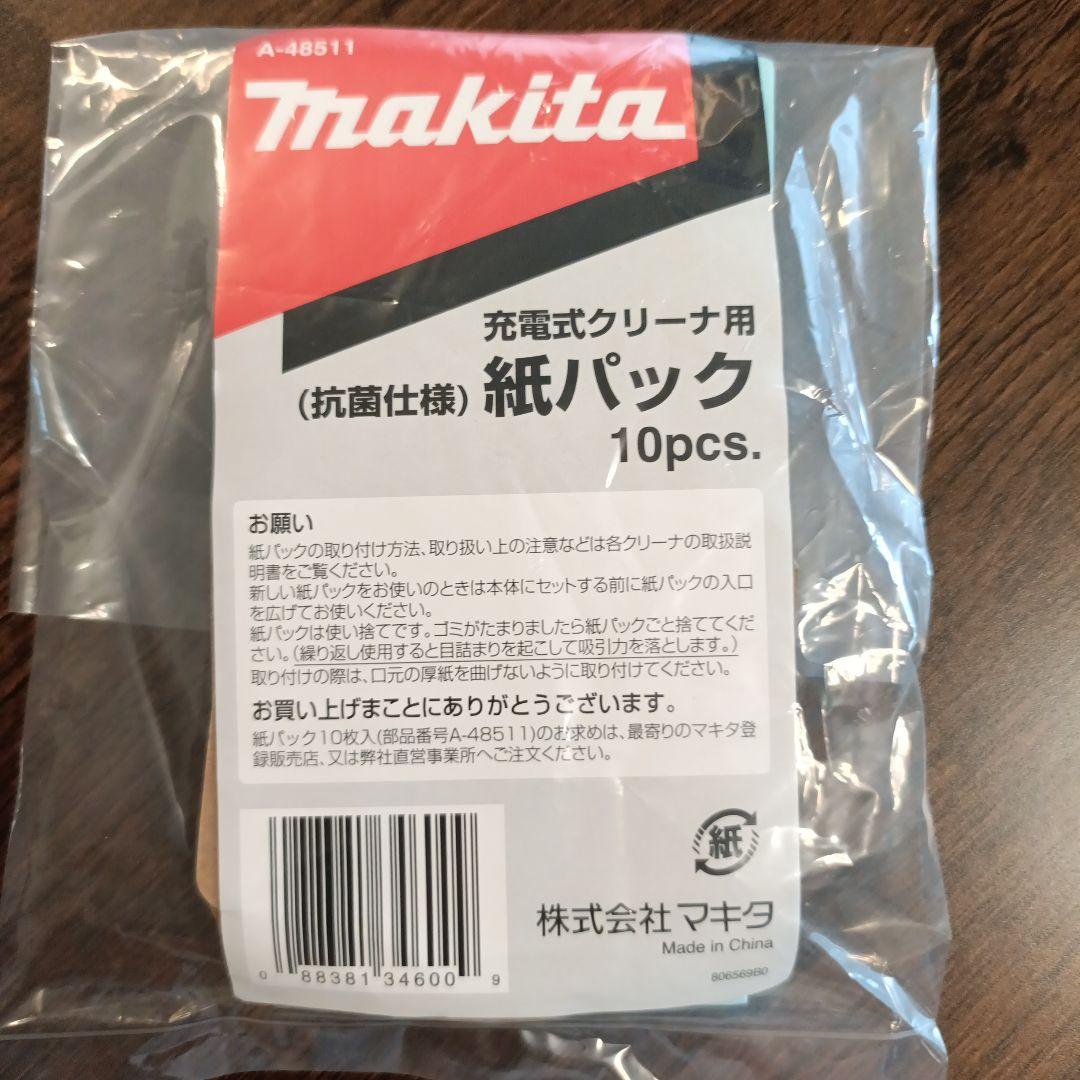 A-48511
makita
充電式クリーナ用
(抗菌仕様) 紙パック
10pcs.
お願い
紙パックの取り付け方法、取り扱い上の注意などは各クリーナの取扱説
明書をご覧ください。
新しい紙パックをお使いのときは本体にセットする前に紙パックの入口
を広げてお使いください。
紙パックは使い捨てです。ゴミがたまりましたら紙パックごと捨ててくだ
さい。(繰り返し使用すると目詰まりを起こして吸引力を落とします。)
取り付けの際は、口元の厚紙を曲げないように取り付けてください。
お買い上げまことにありがとうございます。
紙パック10枚入(部品番号A-48511)のお求めは、最寄りのマキタ登
録販売店、又は弊社直営事業所へご注文ください。
紙
株式会社 マキタ
Made in China
806569B0
0 88381 34600 9